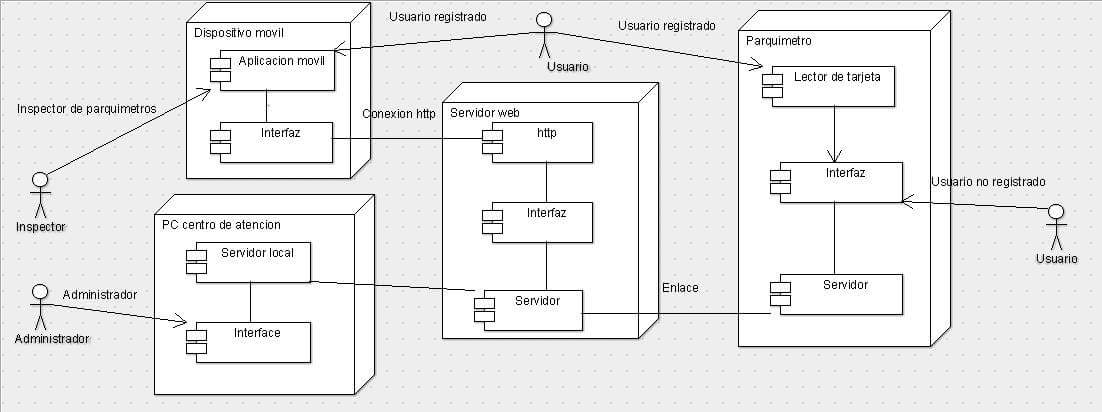 Usuario registrado
Usuario registrado
Usuario
Dispositivo movil
Aplicacion movil
Interfaz
Parquimetro
Lector de tarjeta
Interfaz
Servidor
Inspector de parquimetros
Inspector
Conexion http
Servidor web
http
Interfaz
Servidor
Usuario no registrado
Usuario
PC centro de atencion
Servidor local
Interface
Administrador
Administrador
Enlace